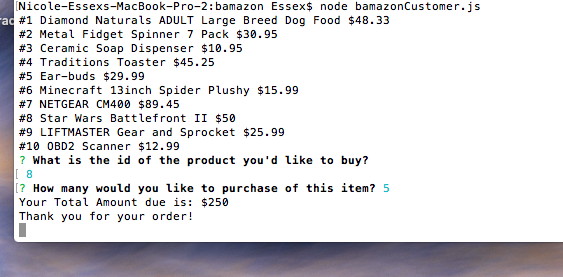 Nicole-Essexs-MacBook-Pro-2:bamazon Essex$ node bamazonCustomer.js
#1 Diamond Naturals ADULT Large Breed Dog Food $48.33
#2 Metal Fidget Spinner 7 Pack $30.95
#3 Ceramic Soap Dispenser $10.95
#4 Traditions Toaster $45.25
#5 Ear-buds $29.99
#6 Minecraft 13inch Spider Plushy $15.99
#7 NETGEAR CM400 $89.45
#8 Star Wars Battlefront II $50
#9 LIFTMASTER Gear and Sprocket $25.99
#10 OBD2 Scanner $12.99
? What is the id of the product you'd like to buy?
[ 8
[? How many would you like to purchase of this item? 5
Your Total Amount due is: $250
Thank you for your order!